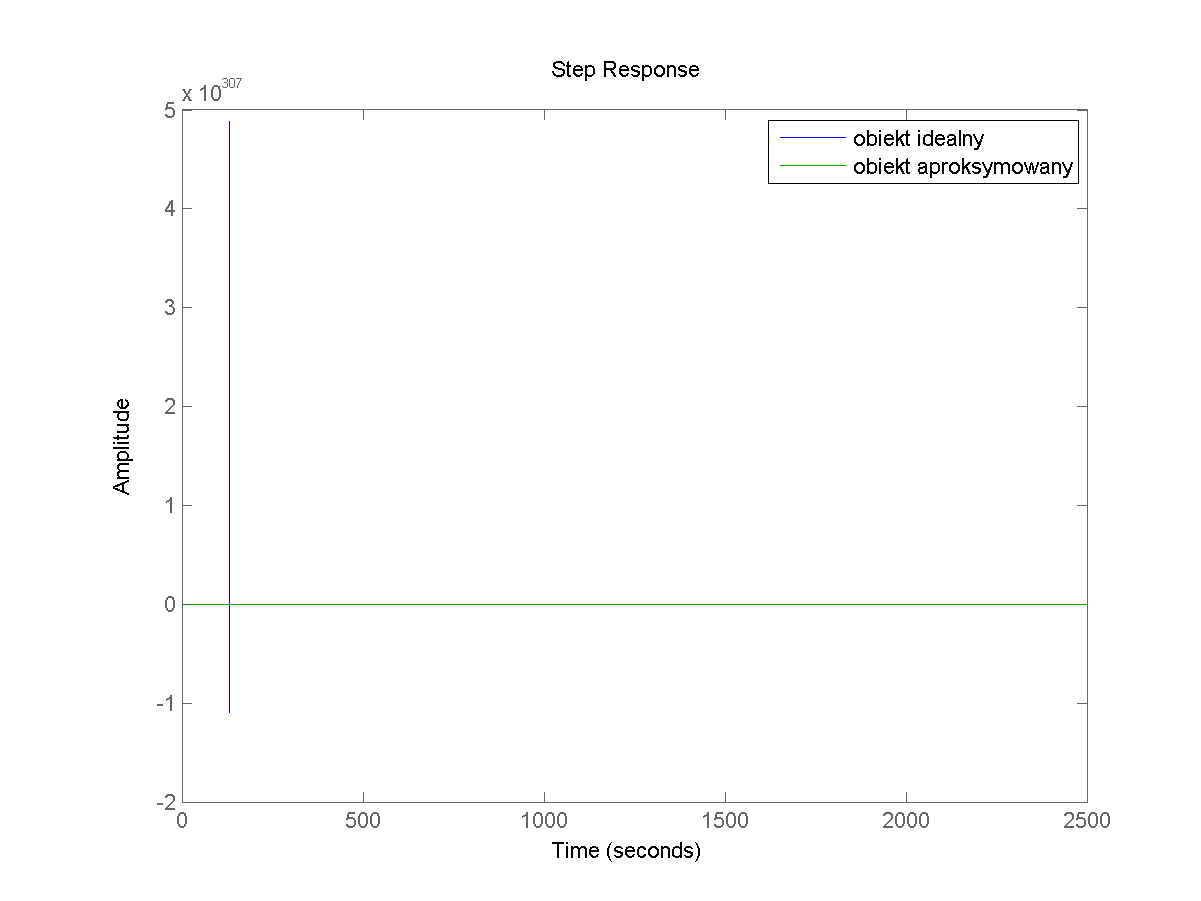 Step Response
x 10^307
5
4
3
2
1
0
-1
-2
Amplitude
obiekt idealny
obiekt aproksymowany
0 500 1000 1500 2000 2500
Time (seconds)